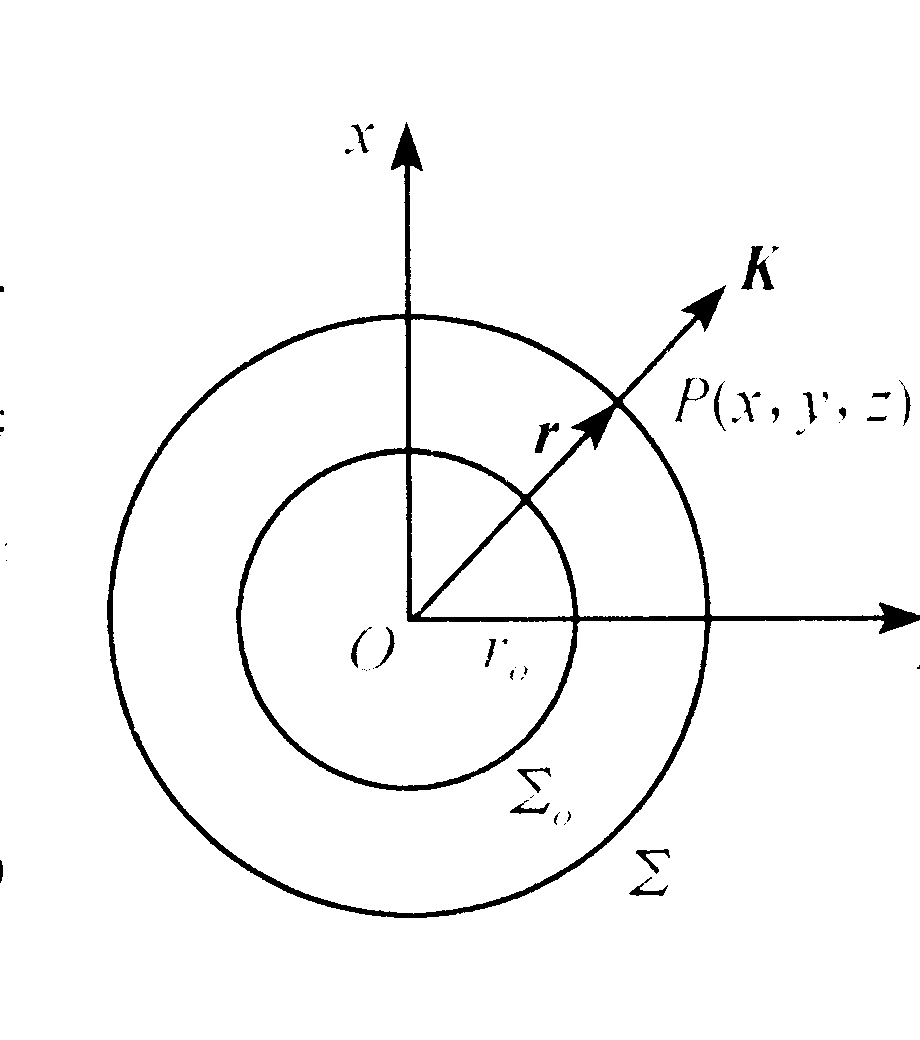 x
K
P(x, y, z)
r
O
r₀
Σ₀
Σ